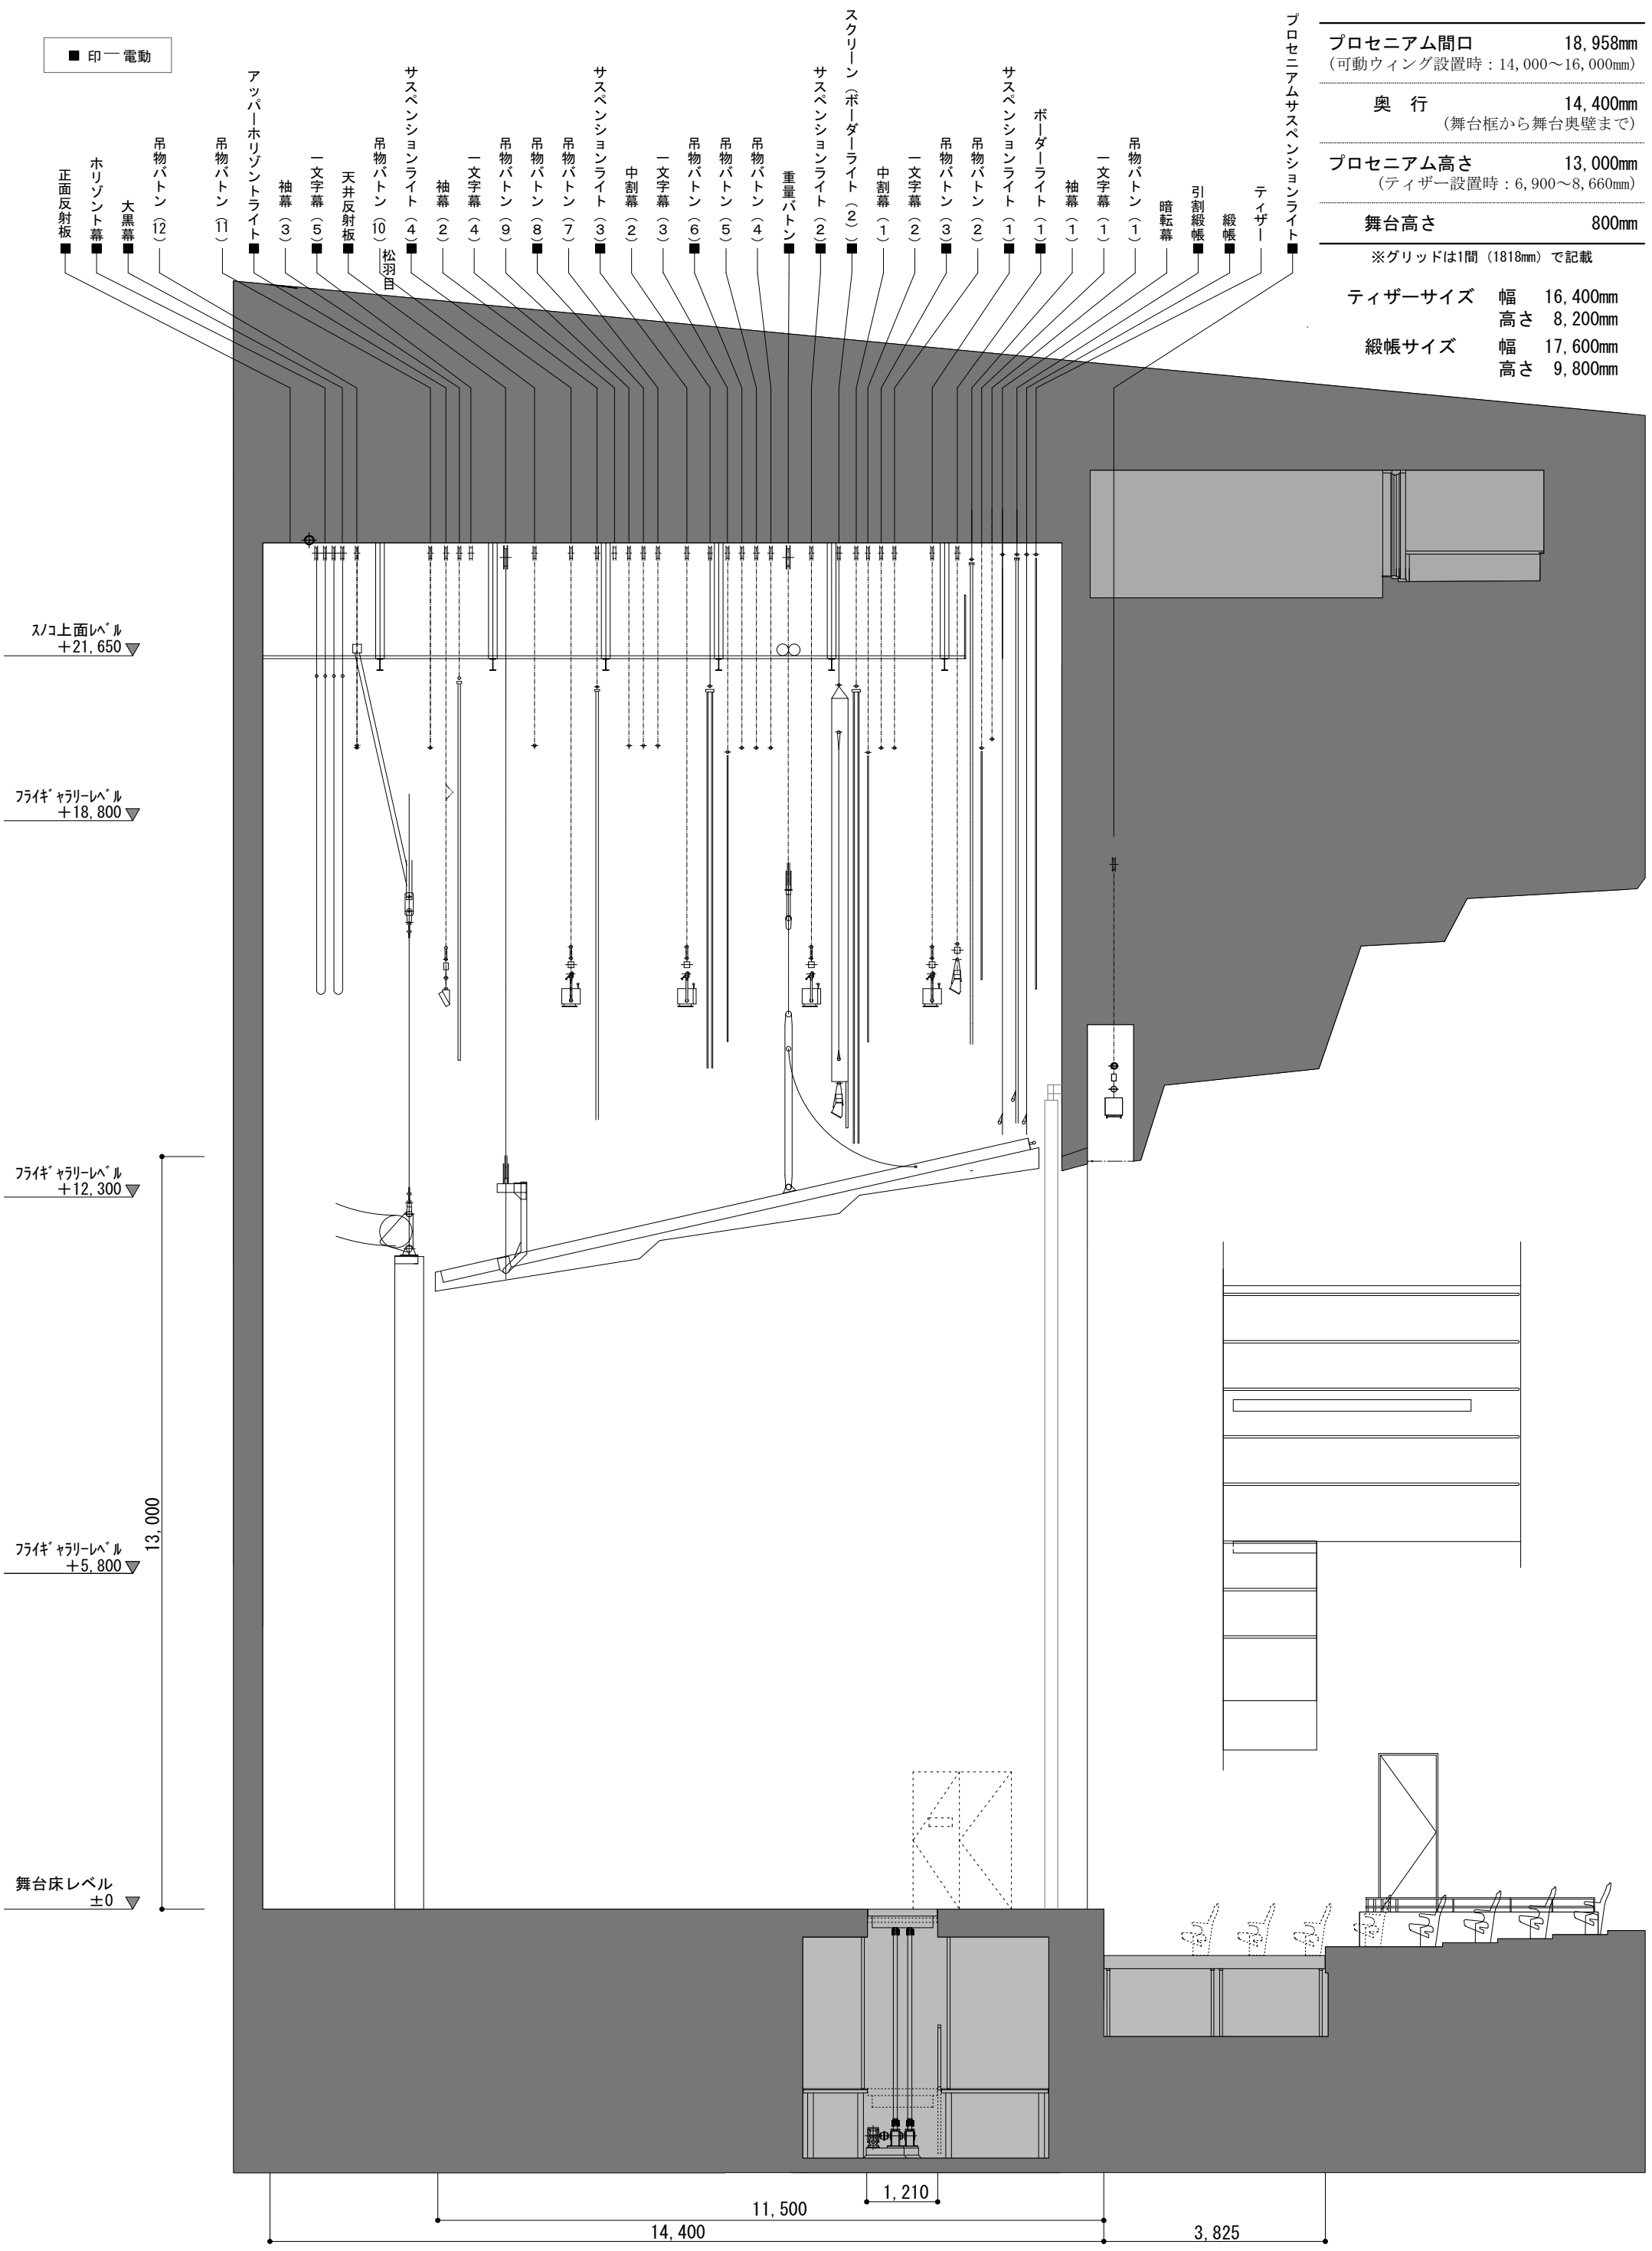 ■ 印 ー 電動
正面反射板■
ホリゾント幕■
大黒幕■
吊物バトン（12）
吊物バトン（11）
アッパーホリゾントライト■
袖幕（3）
一文字幕（5）■
天井反射板■
吊物バトン（10）
松羽目
サスペンションライト（4）■
袖幕（2）
一文字幕（4）
吊物バトン（9）
吊物バトン（8）■
吊物バトン（7）
サスペンションライト（3）■
中割幕（2）
一文字幕（3）
吊物バトン（6）■
吊物バトン（5）
吊物バトン（4）
重量バトン■
サスペンションライト（2）■
スクリーン（ボーダーライト（2））■
中割幕（1）
一文字幕（2）
吊物バトン（3）■
吊物バトン（2）
サスペンションライト（1）■
ボーダーライト（1）■
袖幕（1）
一文字幕（1）
吊物バトン（1）
暗転幕
引割緞帳■
緞帳■
ティザー
プロセニアムサスペンションライト■
プロセニアム間口 18,958mm
（可動ウィング設置時：14,000～16,000mm）
奥 行 14,400mm
（舞台框から舞台奥壁まで）
プロセニアム高さ 13,000mm
（ティザー設置時：6,900～8,660mm）
舞台高さ 800mm
※グリッドは1間（1818mm）で記載
ティザーサイズ 幅 16,400mm
高さ 8,200mm
緞帳サイズ 幅 17,600mm
高さ 9,800mm
ｽﾉｺ上面ﾚﾍﾞﾙ
＋21,650
ﾌﾗｲｷﾞｬﾗﾘｰﾚﾍﾞﾙ
＋18,800
ﾌﾗｲｷﾞｬﾗﾘｰﾚﾍﾞﾙ
＋12,300
13,000
ﾌﾗｲｷﾞｬﾗﾘｰﾚﾍﾞﾙ
＋5,800
舞台床レベル
±0
1,210
11,500
14,400
3,825